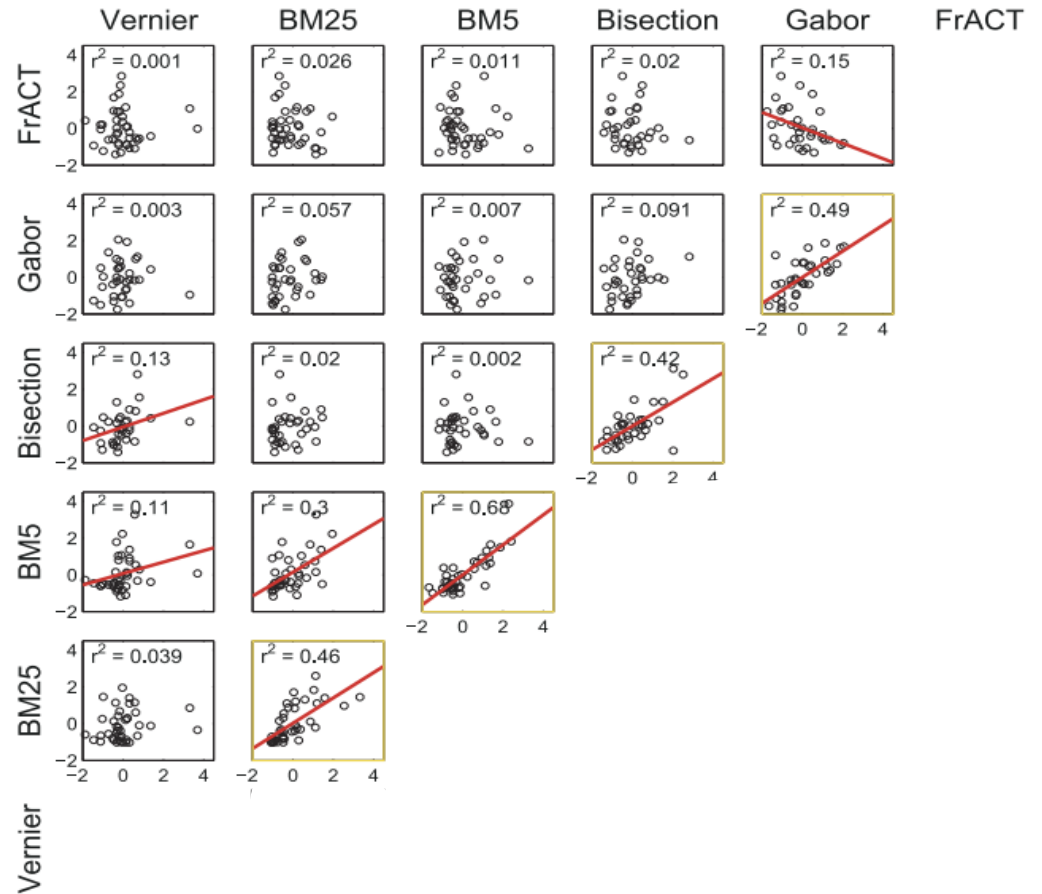 Vernier BM25 BM5 Bisection Gabor FrACT
FrACT
4
2
0
−2
r² = 0.001
r² = 0.026
r² = 0.011
r² = 0.02
r² = 0.15
Gabor
4
2
0
−2
r² = 0.003
r² = 0.057
r² = 0.007
r² = 0.091
r² = 0.49
−2 0 2 4
Bisection
4
2
0
−2
r² = 0.13
r² = 0.02
r² = 0.002
r² = 0.42
−2 0 2 4
BM5
4
2
0
−2
r² = 0.11
r² = 0.3
r² = 0.68
−2 0 2 4
BM25
4
2
0
−2
r² = 0.039
r² = 0.46
−2 0 2 4
−2 0 2 4
Vernier